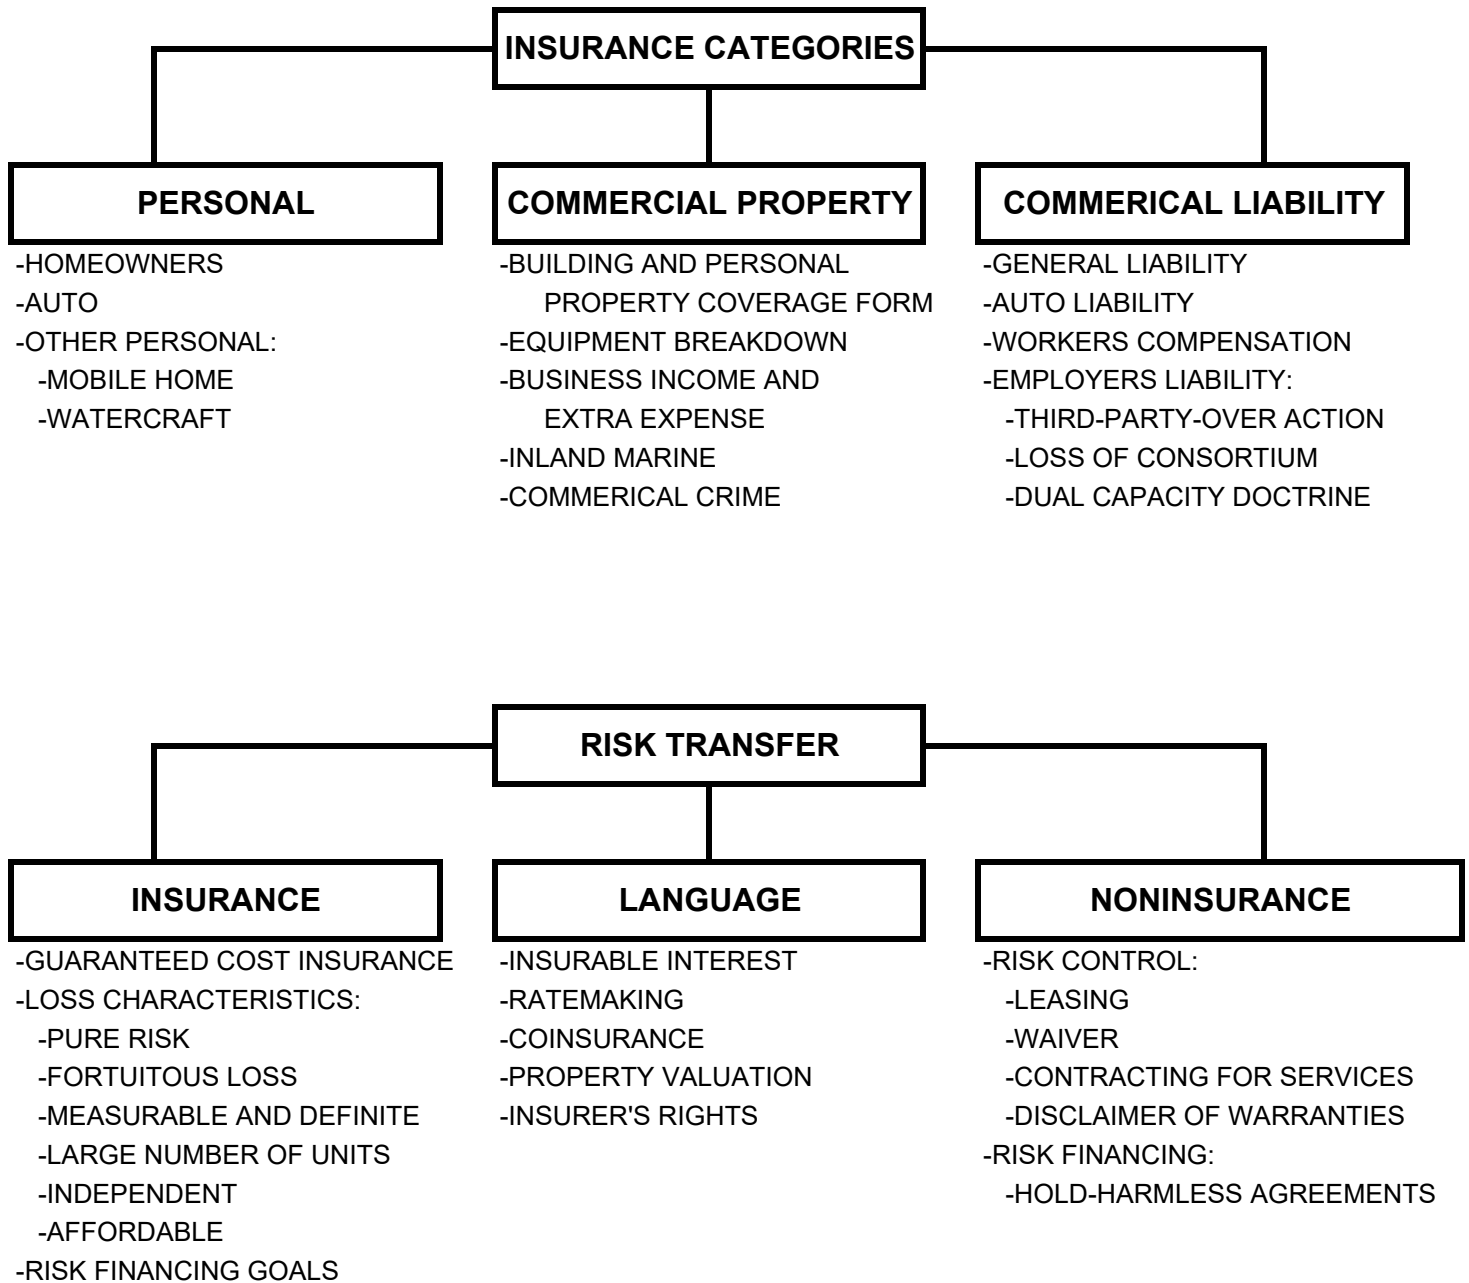 INSURANCE CATEGORIES
PERSONAL
-HOMEOWNERS
-AUTO
-OTHER PERSONAL:
-MOBILE HOME
-WATERCRAFT
COMMERCIAL PROPERTY
-BUILDING AND PERSONAL
PROPERTY COVERAGE FORM
-EQUIPMENT BREAKDOWN
-BUSINESS INCOME AND
EXTRA EXPENSE
-INLAND MARINE
-COMMERICAL CRIME
COMMERICAL LIABILITY
-GENERAL LIABILITY
-AUTO LIABILITY
-WORKERS COMPENSATION
-EMPLOYERS LIABILITY:
-THIRD-PARTY-OVER ACTION
-LOSS OF CONSORTIUM
-DUAL CAPACITY DOCTRINE
RISK TRANSFER
INSURANCE
-GUARANTEED COST INSURANCE
-LOSS CHARACTERISTICS:
-PURE RISK
-FORTUITOUS LOSS
-MEASURABLE AND DEFINITE
-LARGE NUMBER OF UNITS
-INDEPENDENT
-AFFORDABLE
-RISK FINANCING GOALS
LANGUAGE
-INSURABLE INTEREST
-RATEMAKING
-COINSURANCE
-PROPERTY VALUATION
-INSURER'S RIGHTS
NONINSURANCE
-RISK CONTROL:
-LEASING
-WAIVER
-CONTRACTING FOR SERVICES
-DISCLAIMER OF WARRANTIES
-RISK FINANCING:
-HOLD-HARMLESS AGREEMENTS